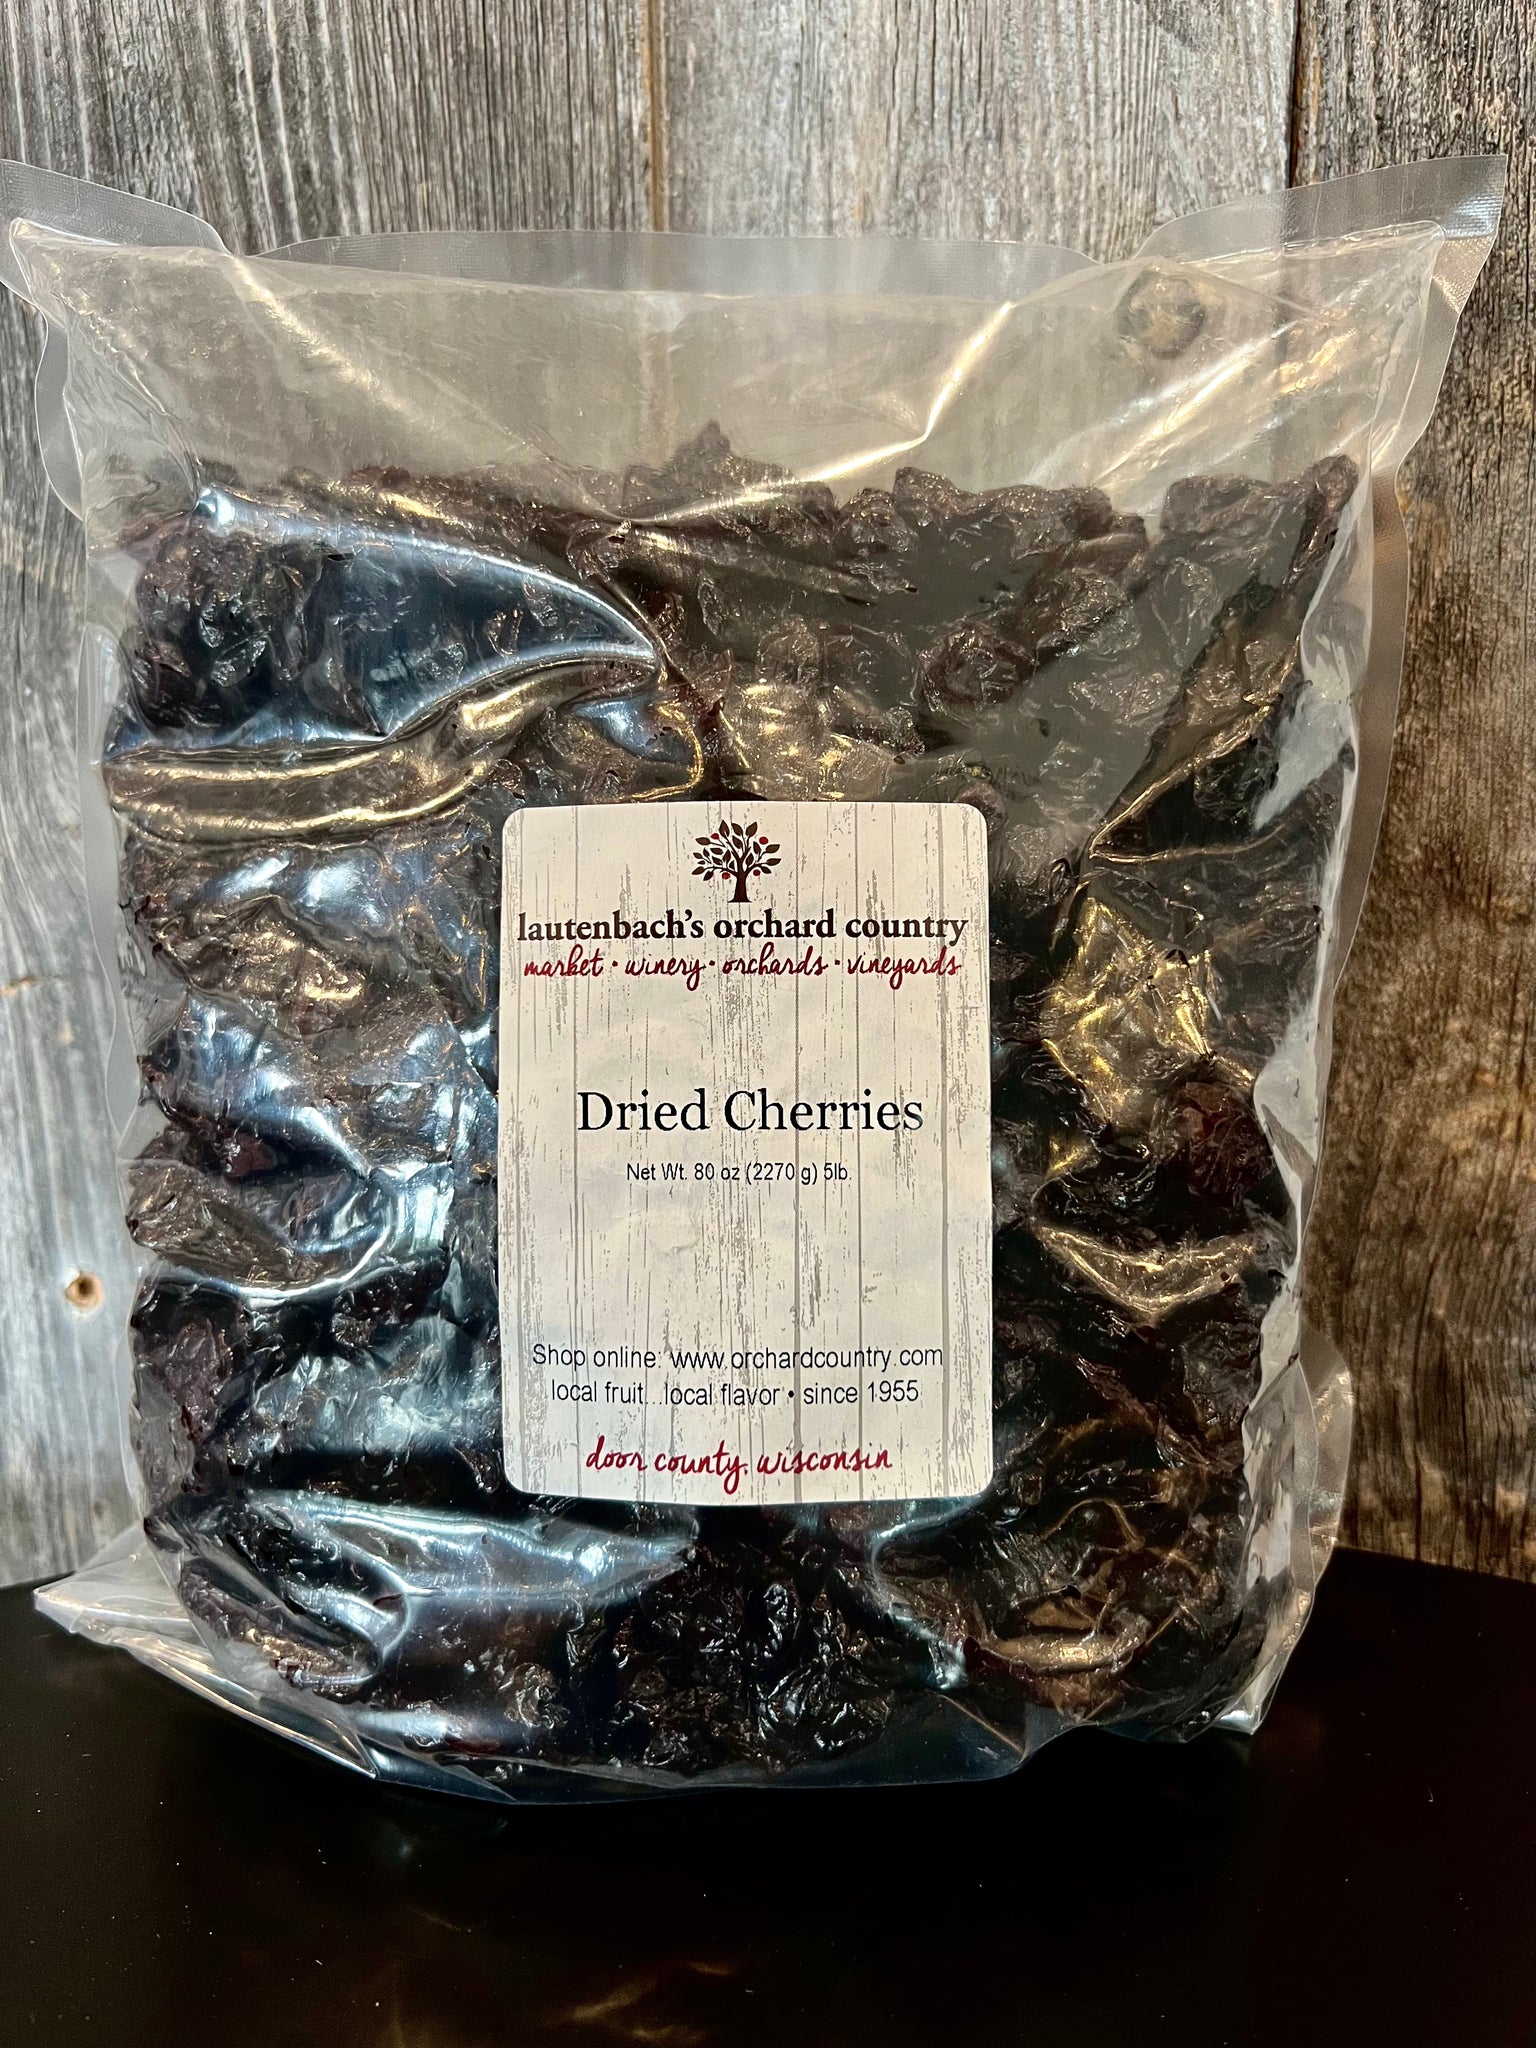 lautenbach's orchard country
market · winery · orchards · vineyards
Dried Cherries
Net Wt. 80 oz (2270 g) 5lb.
Shop online: www.orchardcountry.com
local fruit...local flavor • since 1955
door county, wisconsin